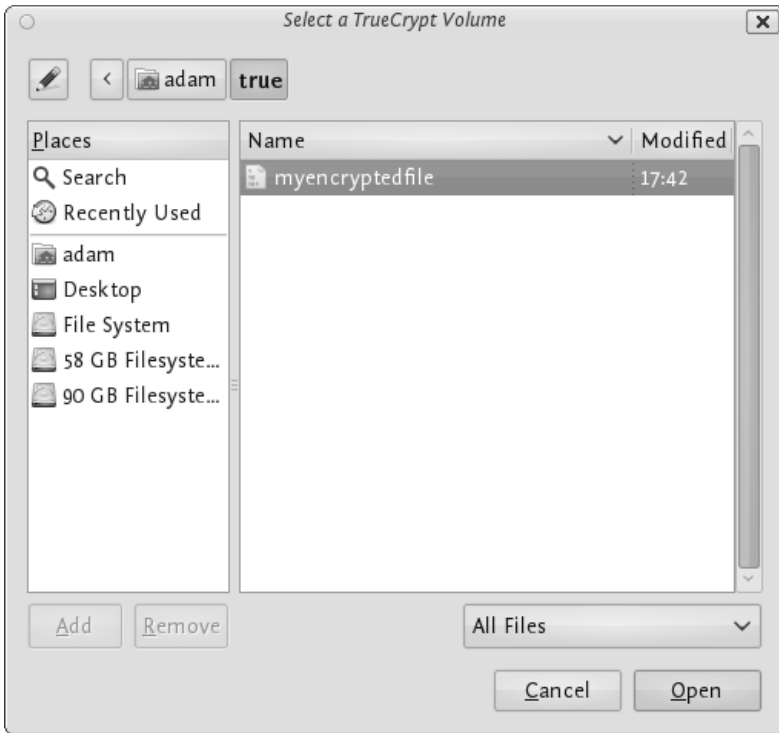 Select a TrueCrypt Volume
< adam true
Places
Search
Recently Used
adam
Desktop
File System
58 GB Filesyste...
90 GB Filesyste...
Name Modified
myencryptedfile 17:42
Add Remove
All Files
Cancel Open